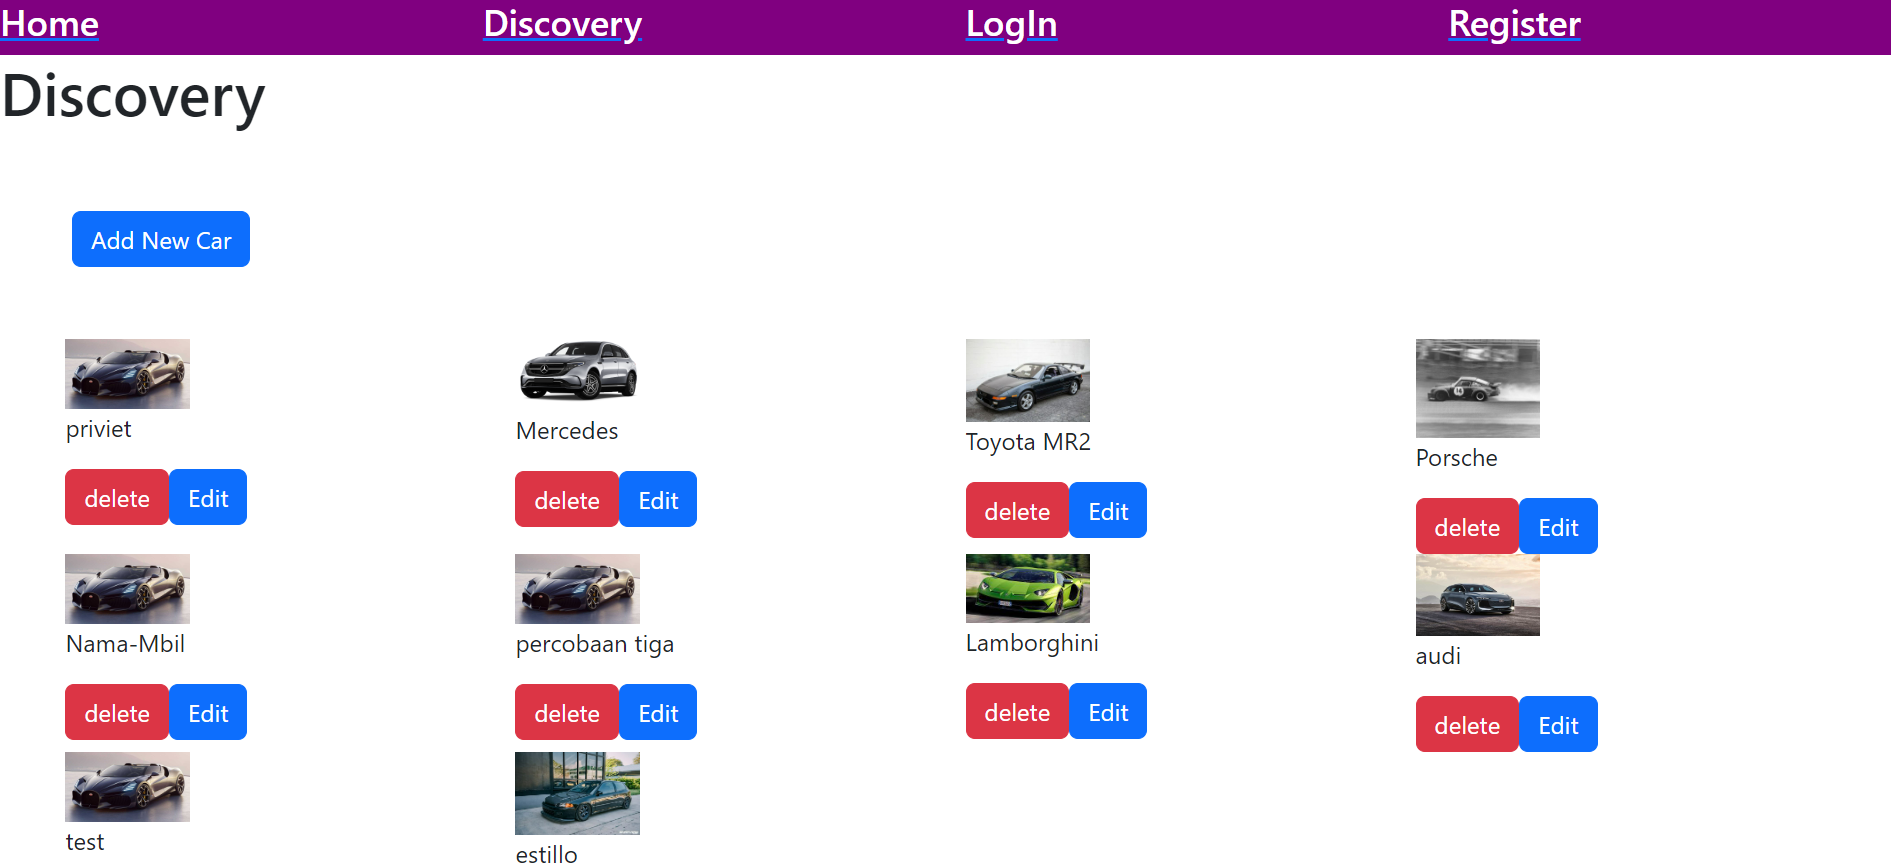 Home Discovery LogIn Register
Discovery
Add New Car
priviet Mercedes Toyota MR2 Porsche
delete Edit delete Edit delete Edit delete Edit
Nama-Mbil percobaan tiga Lamborghini audi
delete Edit delete Edit delete Edit delete Edit
test estillo